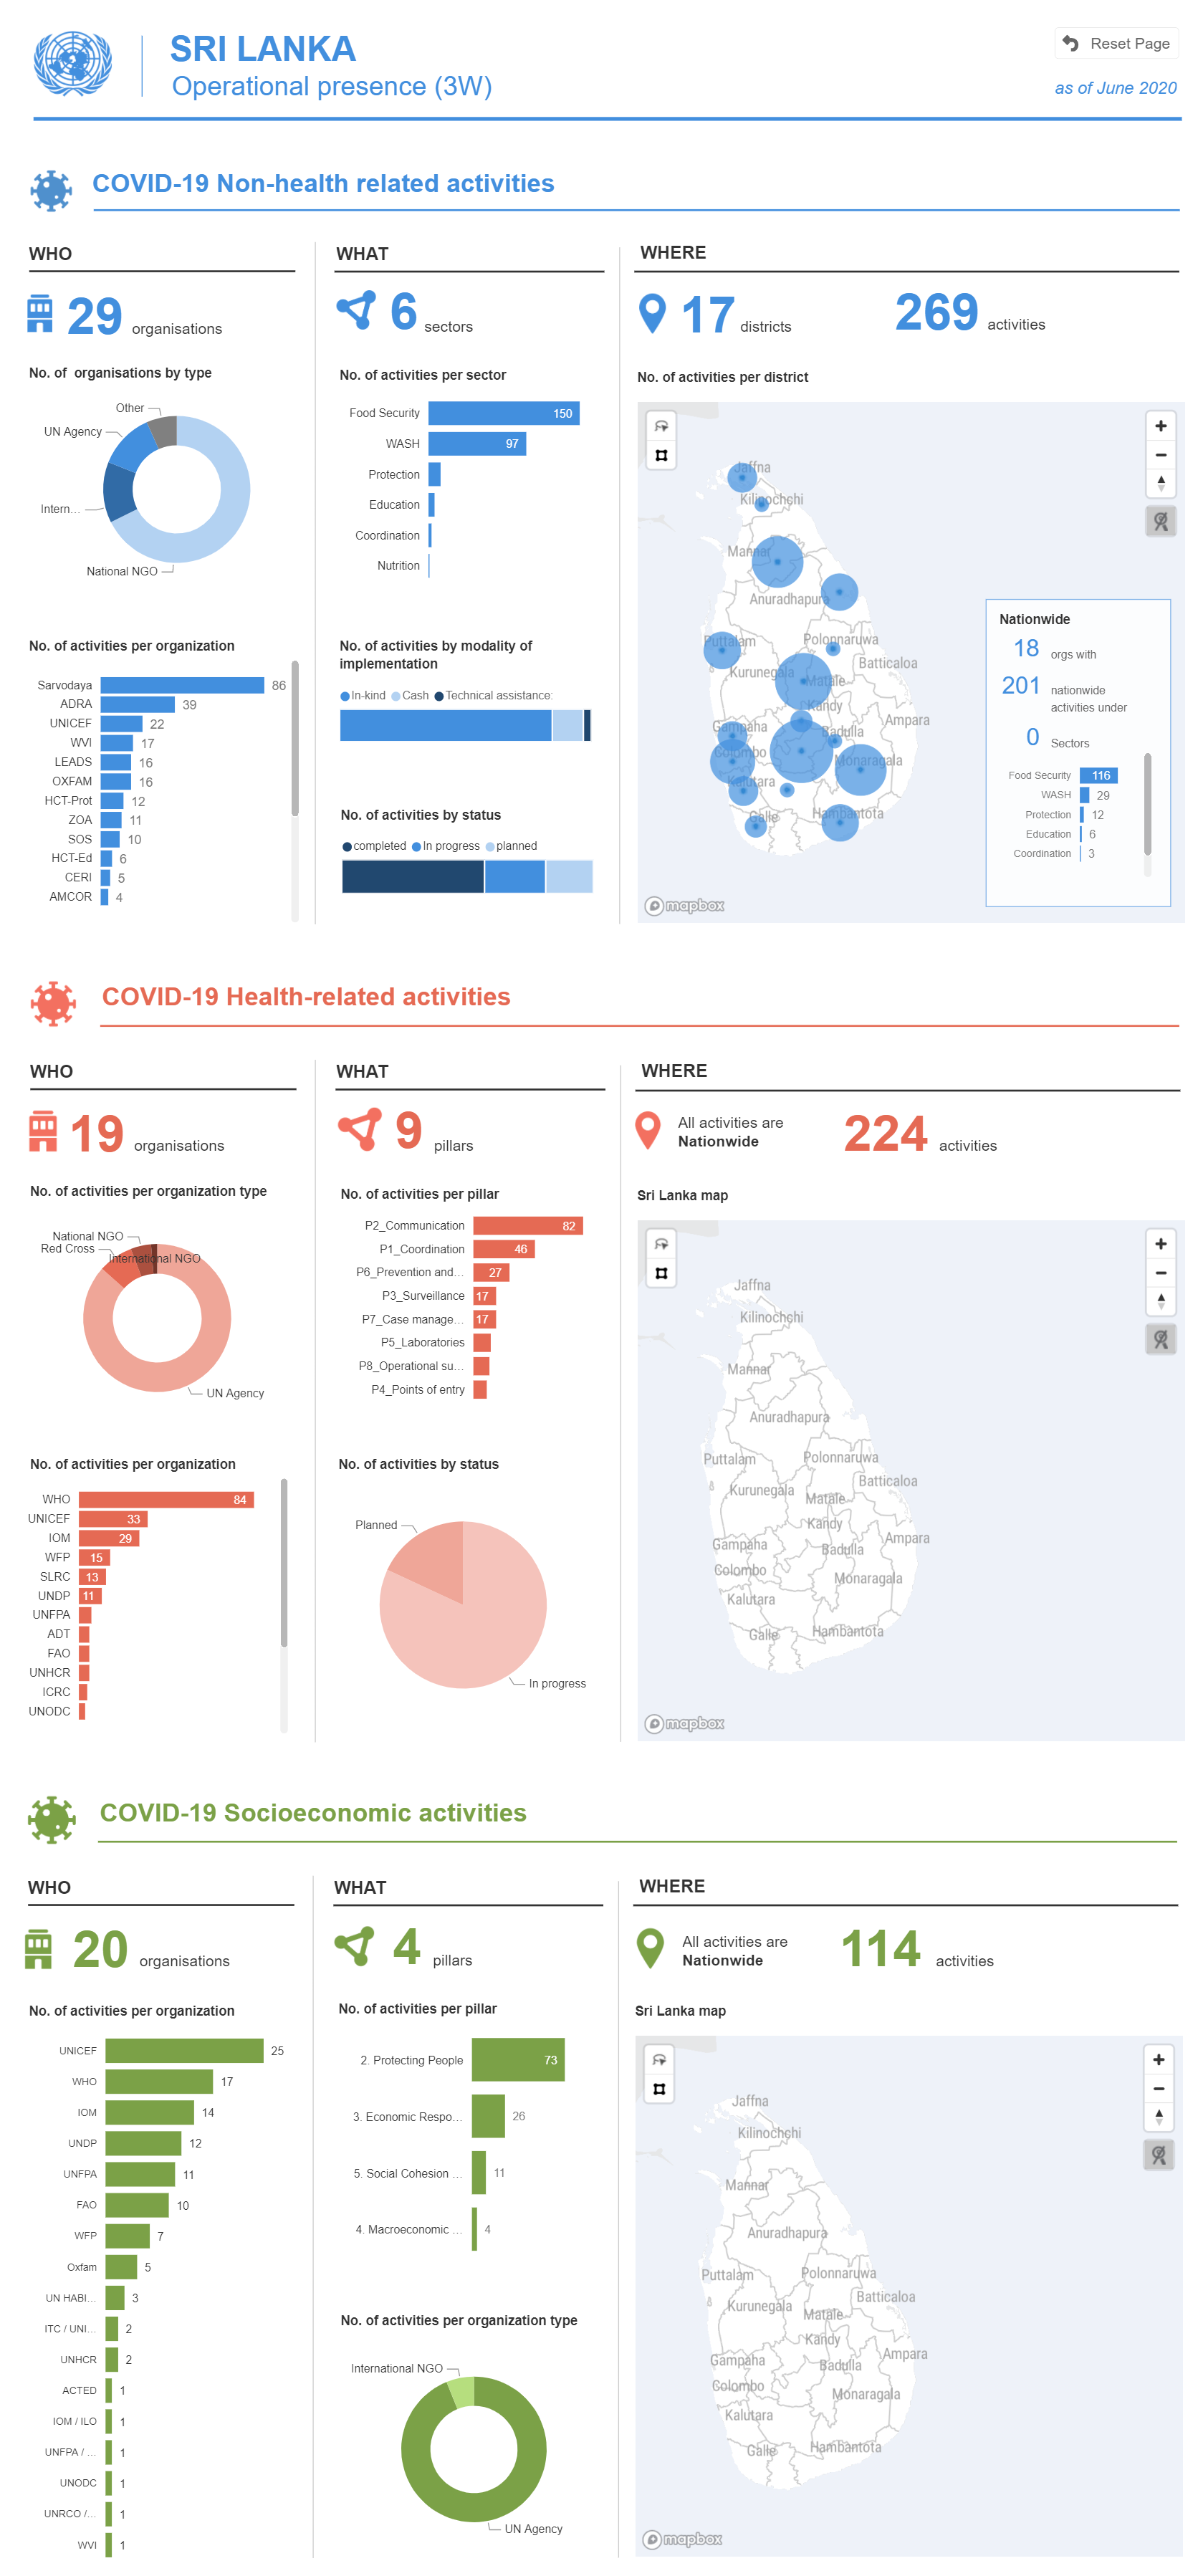 SRI LANKA
Operational presence (3W)
Reset Page
as of June 2020
COVID-19 Non-health related activities
WHO
29 organisations
No. of organisations by type
Other
UN Agency
Intern...
National NGO
No. of activities per organization
Sarvodaya 86
ADRA 39
UNICEF 22
WVI 17
LEADS 16
OXFAM 16
HCT-Prot 12
ZOA 11
SOS 10
HCT-Ed 6
CERI 5
AMCOR 4
WHAT
6 sectors
No. of activities per sector
Food Security 150
WASH 97
Protection
Education
Coordination
Nutrition
No. of activities by modality of
implementation
In-kind Cash Technical assistance:
No. of activities by status
completed In progress planned
WHERE
17 districts 269 activities
No. of activities per district
Jaffna
Kilinochchi
Mannar
Anuradhapura
Puttalam
Polonnaruwa
Batticaloa
Kurunegala
Matale
Kandy
Ampara
Gampaha
Badulla
Colombo
Monaragala
Kalutara
Galle
Hambantota
Nationwide
18 orgs with
201 nationwide
activities under
0 Sectors
Food Security 116
WASH 29
Protection 12
Education 6
Coordination 3
mapbox
COVID-19 Health-related activities
WHO
19 organisations
No. of activities per organization type
National NGO
Red Cross
International NGO
UN Agency
No. of activities per organization
WHO 84
UNICEF 33
IOM 29
WFP 15
SLRC 13
UNDP 11
UNFPA
ADT
FAO
UNHCR
ICRC
UNODC
WHAT
9 pillars
No. of activities per pillar
P2_Communication 82
P1_Coordination 46
P6_Prevention and... 27
P3_Surveillance 17
P7_Case manage... 17
P5_Laboratories
P8_Operational su...
P4_Points of entry
No. of activities by status
Planned
In progress
WHERE
All activities are
Nationwide
224 activities
Sri Lanka map
Jaffna
Kilinochchi
Mannar
Anuradhapura
Puttalam
Polonnaruwa
Batticaloa
Kurunegala
Matale
Kandy
Ampara
Gampaha
Badulla
Colombo
Monaragala
Kalutara
Galle
Hambantota
mapbox
COVID-19 Socioeconomic activities
WHO
20 organisations
No. of activities per organization
UNICEF 25
WHO 17
IOM 14
UNDP 12
UNFPA 11
FAO 10
WFP 7
Oxfam 5
UN HABI... 3
ITC / UNI... 2
UNHCR 2
ACTED 1
IOM / ILO 1
UNFPA / ... 1
UNODC 1
UNRCO /... 1
WVI 1
WHAT
4 pillars
No. of activities per pillar
2. Protecting People 73
3. Economic Respo... 26
5. Social Cohesion ... 11
4. Macroeconomic ... 4
No. of activities per organization type
International NGO
UN Agency
WHERE
All activities are
Nationwide
114 activities
Sri Lanka map
Jaffna
Kilinochchi
Mannar
Anuradhapura
Puttalam
Polonnaruwa
Batticaloa
Kurunegala
Matale
Kandy
Ampara
Gampaha
Badulla
Colombo
Monaragala
Kalutara
Galle
Hambantota
mapbox